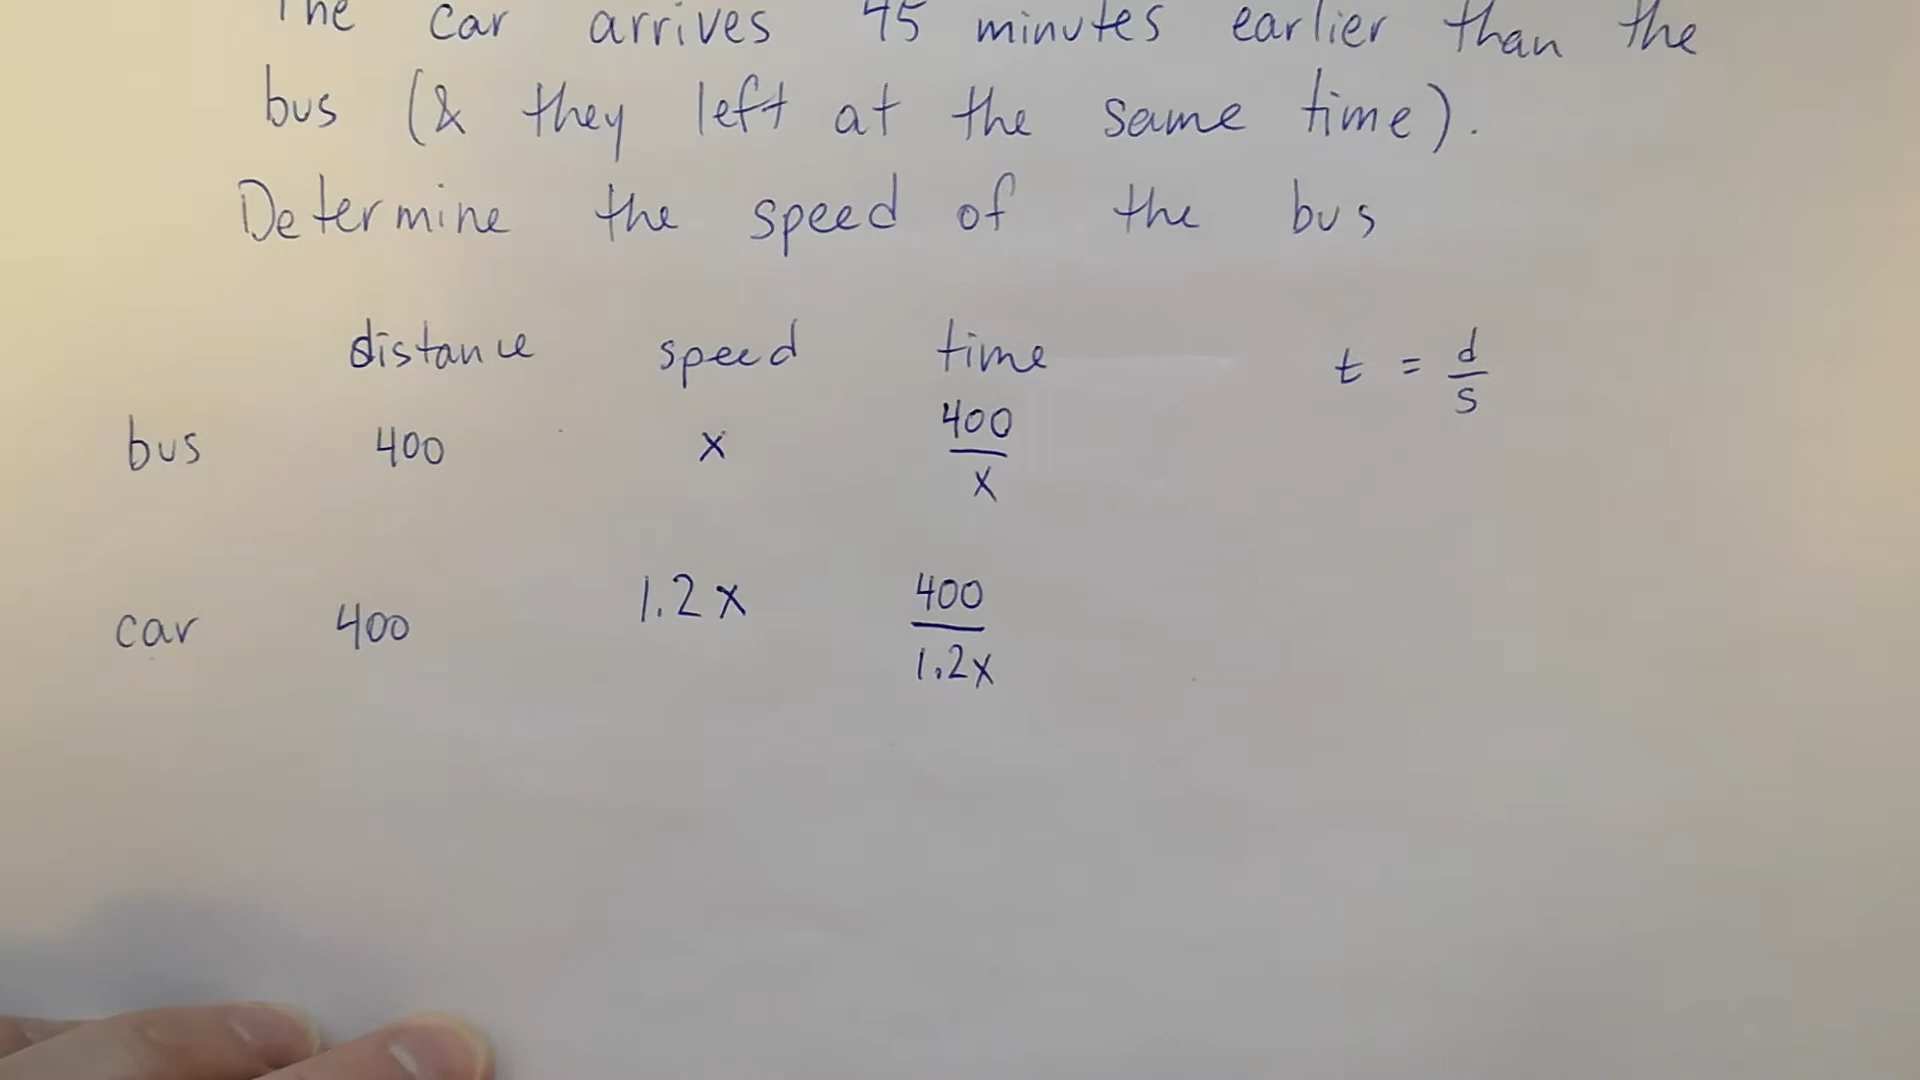 The car arrives 45 minutes earlier than the
bus (& they left at the same time).
Determine the speed of the bus
distance speed time t = d/s
bus 400 x 400/x
car 400 1.2x 400/1.2x